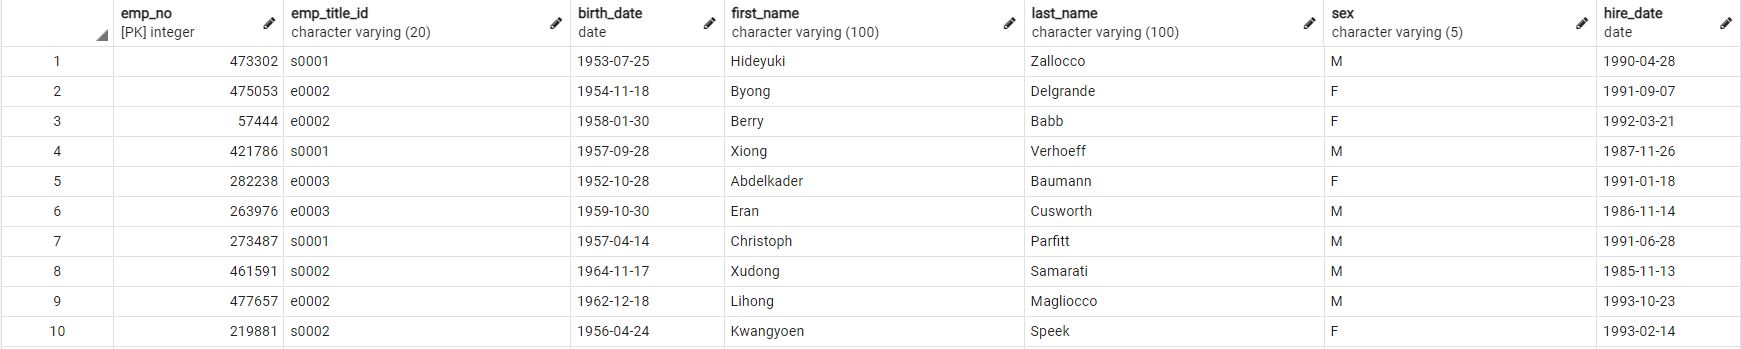 emp_no emp_title_id birth_date first_name last_name sex hire_date
[PK] integer character varying (20) date character varying (100) character varying (100) character varying (5) date
1 473302 s0001 1953-07-25 Hideyuki Zallocco M 1990-04-28
2 475053 e0002 1954-11-18 Byong Delgrande F 1991-09-07
3 57444 e0002 1958-01-30 Berry Babb F 1992-03-21
4 421786 s0001 1957-09-28 Xiong Verhoeff M 1987-11-26
5 282238 e0003 1952-10-28 Abdelkader Baumann F 1991-01-18
6 263976 e0003 1959-10-30 Eran Cusworth M 1986-11-14
7 273487 s0001 1957-04-14 Christoph Parfitt M 1991-06-28
8 461591 s0002 1964-11-17 Xudong Samarati M 1985-11-13
9 477657 e0002 1962-12-18 Lihong Magliocco M 1993-10-23
10 219881 s0002 1956-04-24 Kwangyoen Speek F 1993-02-14